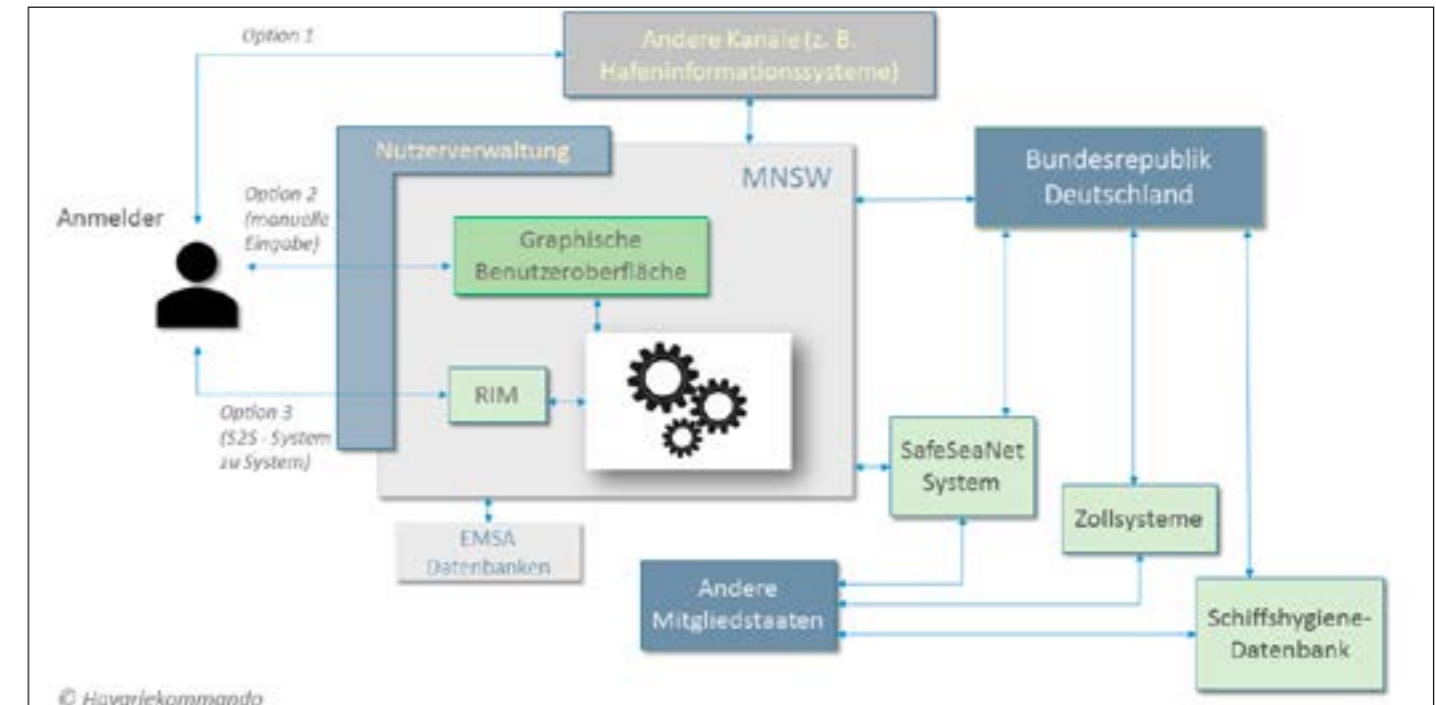 Option 1
Andere Kanäle (z. B.
Hafeninformationssysteme)
Nutzerverwaltung
MNSW
Bundesrepublik
Deutschland
Option 2
(manuelle
Eingabe)
Anmelder
Graphische
Benutzeroberfläche
RIM
Option 3
(S2S - System
zu System)
SafeSeaNet
System
Zollsysteme
EMSA
Datenbanken
Andere
Mitgliedstaaten
Schiffshygiene-
Datenbank
© Havariekommando